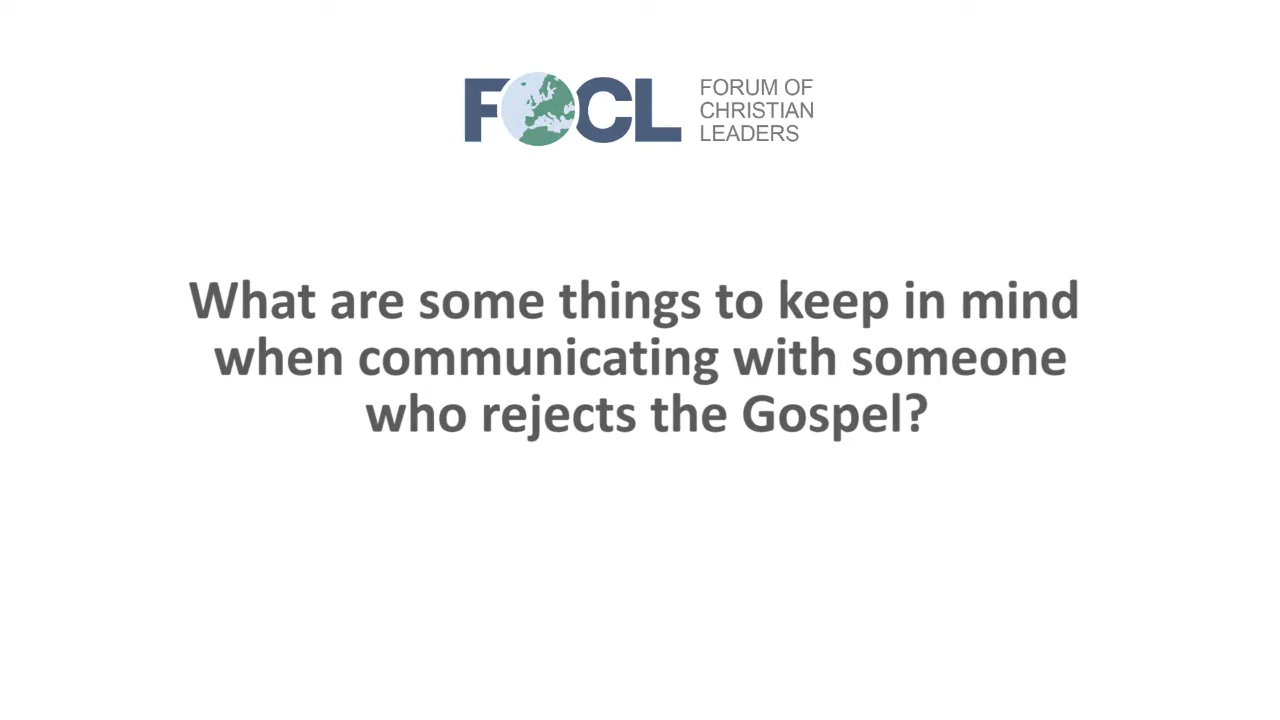 FOCL
FORUM OF
CHRISTIAN
LEADERS
What are some things to keep in mind
when communicating with someone
who rejects the Gospel?